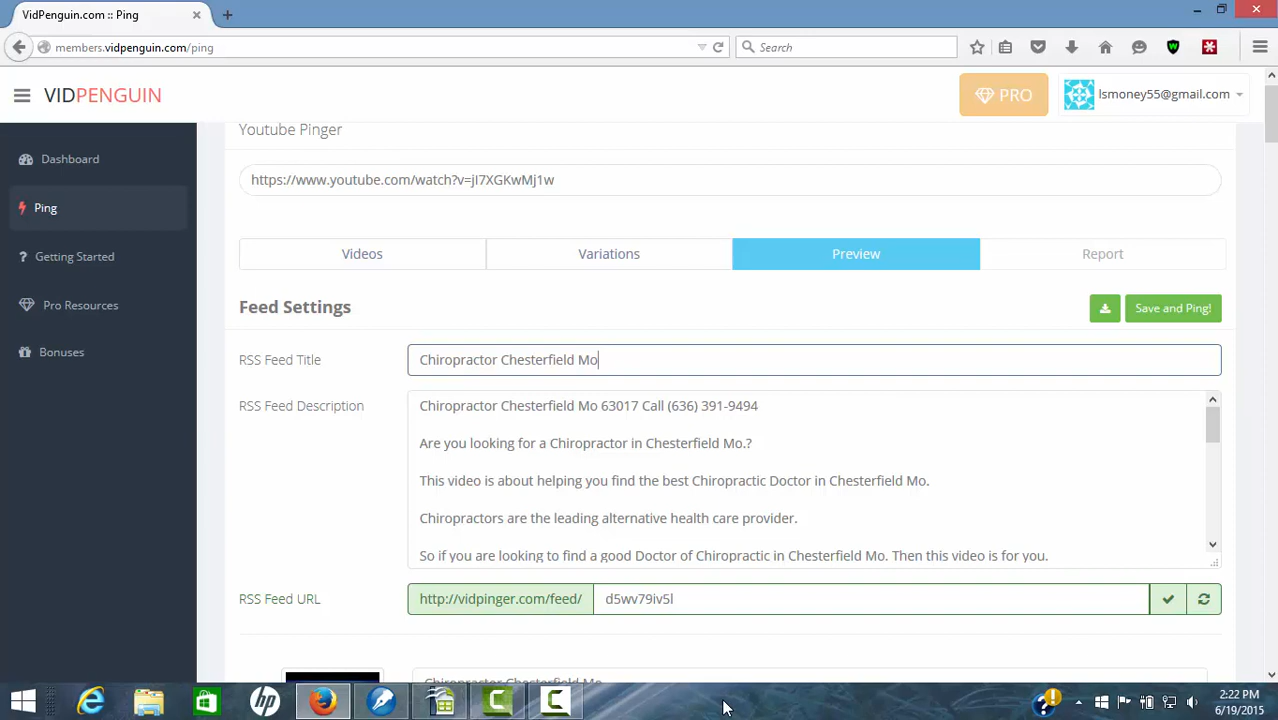 VidPenguin.com :: Ping
members.vidpenguin.com/ping
Search
VIDPENGUIN
PRO
lsmoney55@gmail.com
Dashboard
Ping
Getting Started
Pro Resources
Bonuses
Youtube Pinger
https://www.youtube.com/watch?v=jI7XGKwMj1w
Videos
Variations
Preview
Report
Feed Settings
Save and Ping!
RSS Feed Title
Chiropractor Chesterfield Mo
RSS Feed Description
Chiropractor Chesterfield Mo 63017 Call (636) 391-9494
Are you looking for a Chiropractor in Chesterfield Mo.?
This video is about helping you find the best Chiropractic Doctor in Chesterfield Mo.
Chiropractors are the leading alternative health care provider.
So if you are looking to find a good Doctor of Chiropractic in Chesterfield Mo. Then this video is for you.
RSS Feed URL
http://vidpinger.com/feed/
d5wv79iv5l
Chiropractor Chesterfield Mo
2:22 PM
6/19/2015